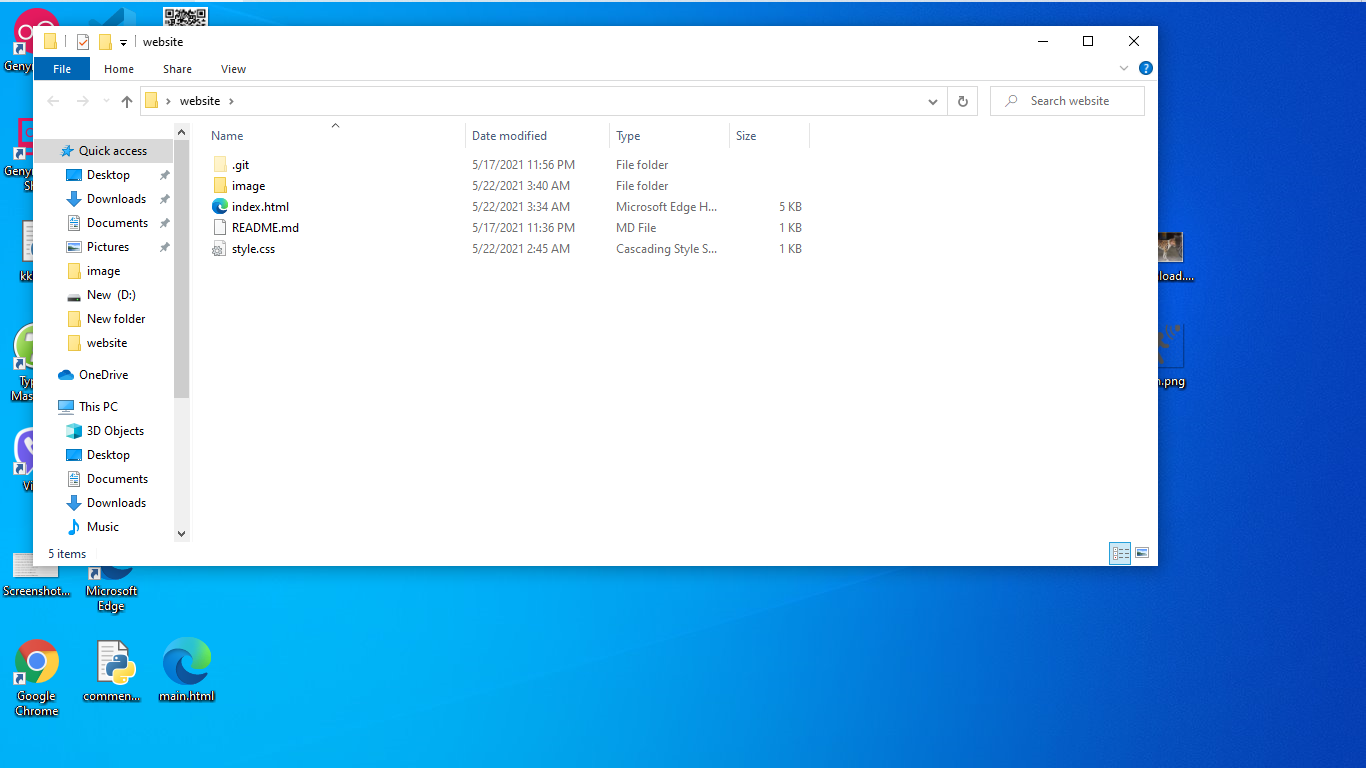 website
File Home Share View
website
Search website
Name Date modified Type Size
.git 5/17/2021 11:56 PM File folder
image 5/22/2021 3:40 AM File folder
index.html 5/22/2021 3:34 AM Microsoft Edge H... 5 KB
README.md 5/17/2021 11:36 PM MD File 1 KB
style.css 5/22/2021 2:45 AM Cascading Style S... 1 KB
Quick access
Desktop
Downloads
Documents
Pictures
image
New (D:)
New folder
website
OneDrive
This PC
3D Objects
Desktop
Documents
Downloads
Music
5 items
Geny
Geny
Sh
kk
Typ
Mas
Vi
Screenshot...
Microsoft
Edge
Google
Chrome
commen...
main.html
load....
n.png